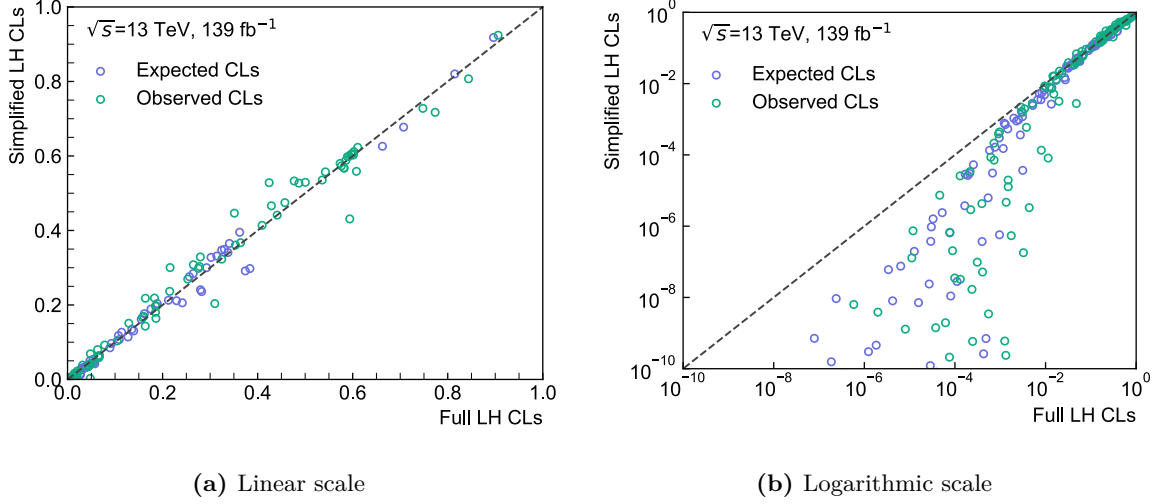 √s=13 TeV, 139 fb⁻¹
Expected CLs
Observed CLs
Simplified LH CLs
1.0
0.8
0.6
0.4
0.2
0.0
0.0 0.2 0.4 0.6 0.8 1.0
Full LH CLs
(a) Linear scale
√s=13 TeV, 139 fb⁻¹
Expected CLs
Observed CLs
Simplified LH CLs
10⁰
10⁻²
10⁻⁴
10⁻⁶
10⁻⁸
10⁻¹⁰
10⁻¹⁰ 10⁻⁸ 10⁻⁶ 10⁻⁴ 10⁻² 10⁰
Full LH CLs
(b) Logarithmic scale